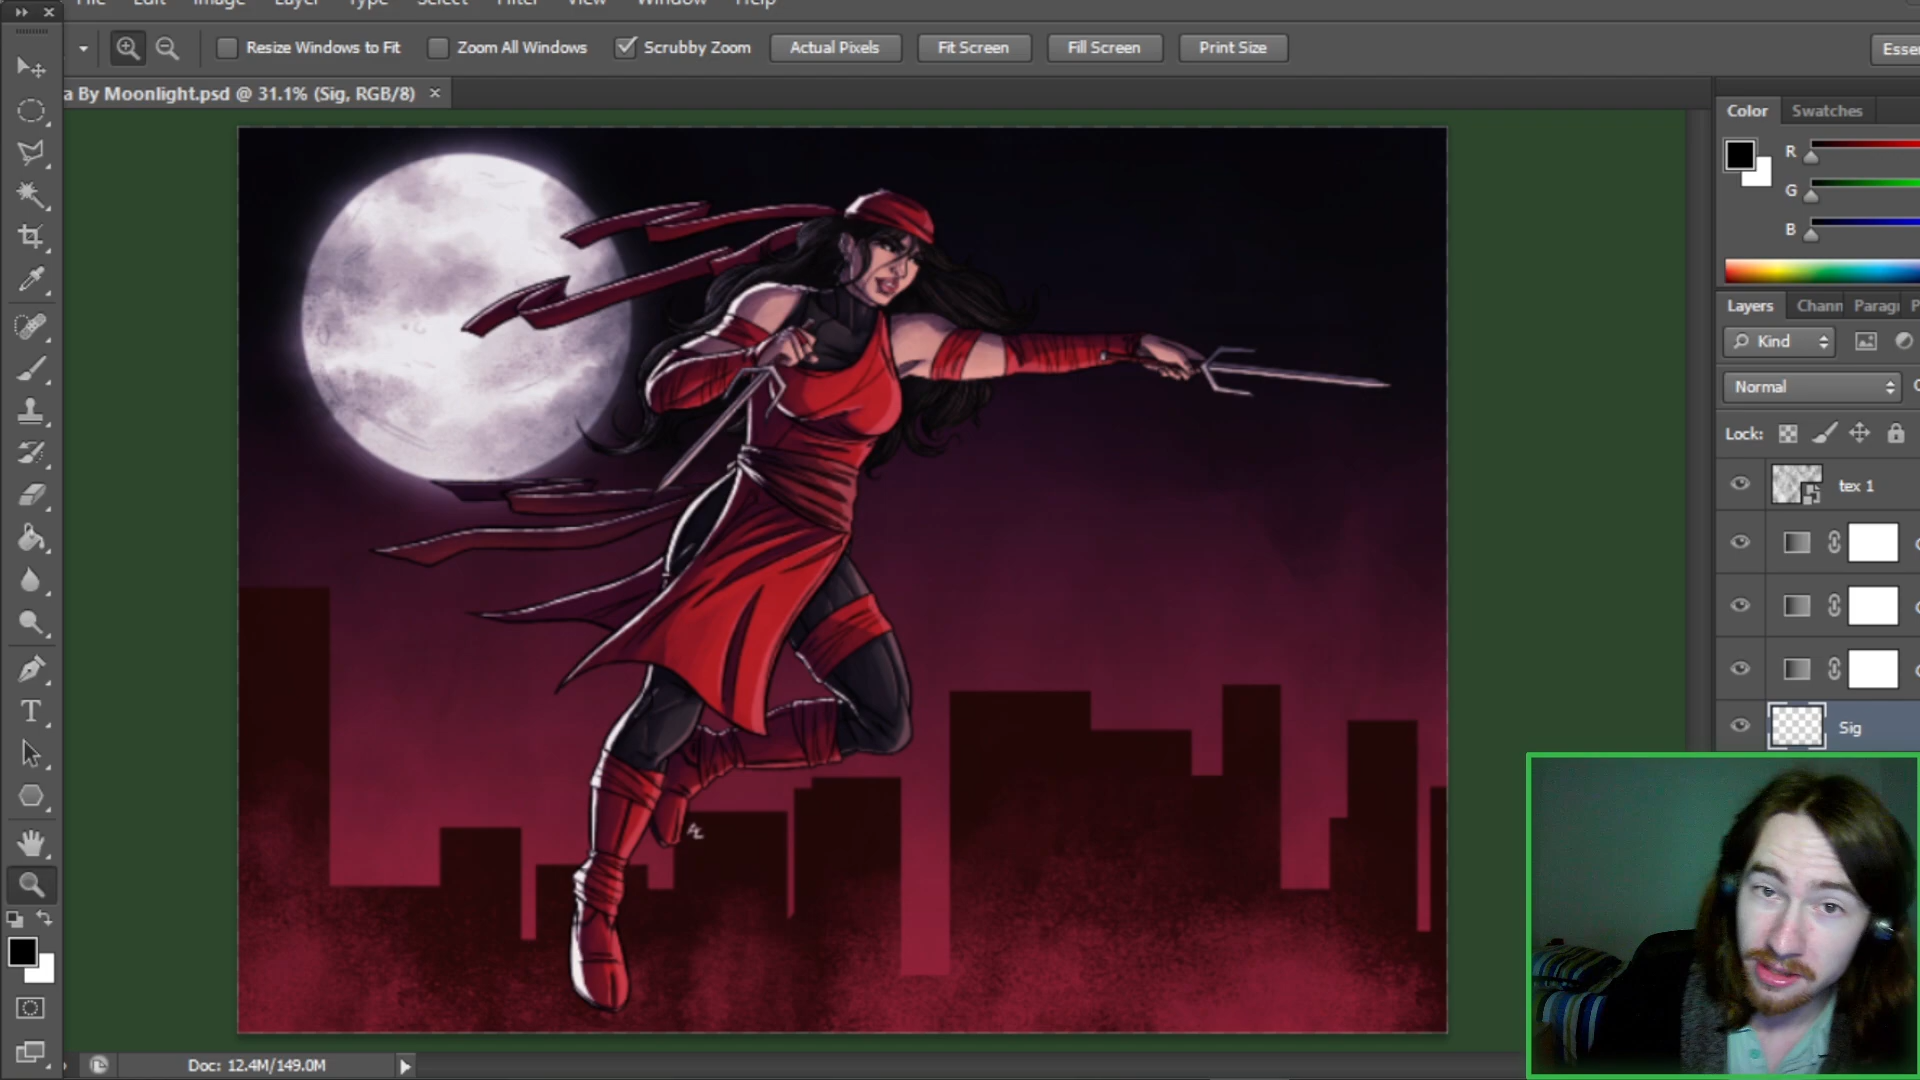 Resize Windows to Fit
Zoom All Windows
Scrubby Zoom
Actual Pixels
Fit Screen
Fill Screen
Print Size
a By Moonlight.psd @ 31.1% (Sig, RGB/8) ×
Color
Swatches
R
G
B
Layers
Chann
Paragr
Kind
Normal
Lock:
tex 1
Sig
Doc: 12.4M/149.0M